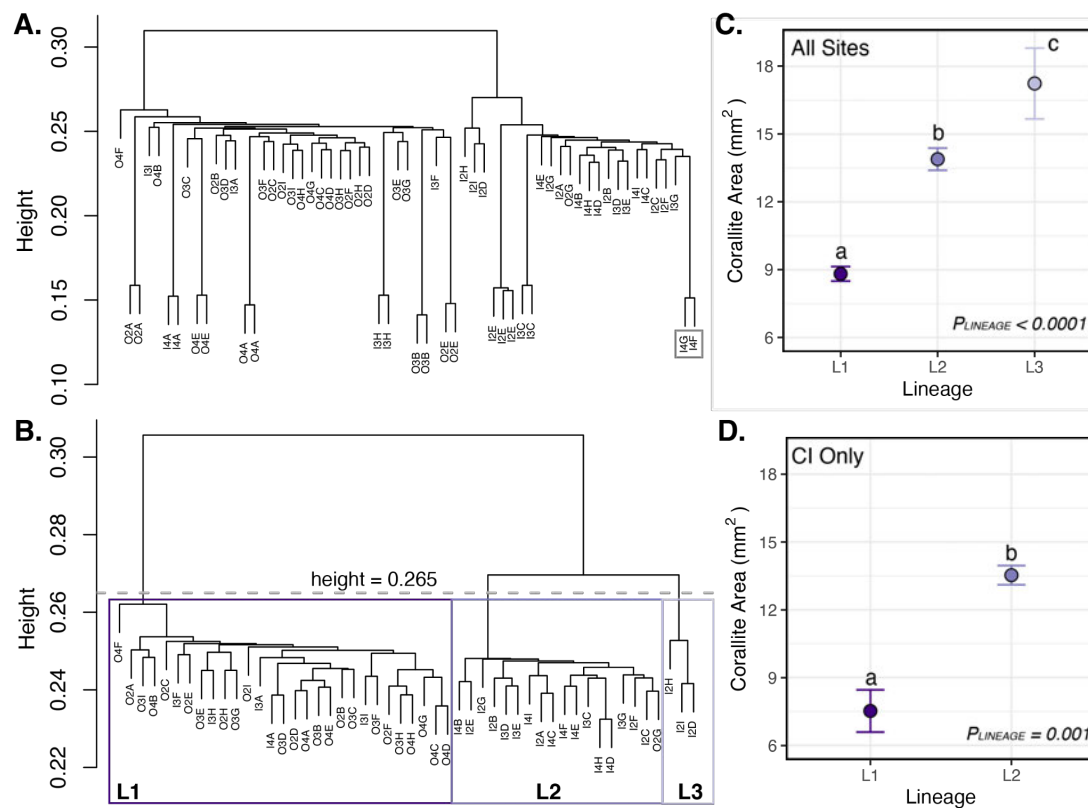 A.
Height
0.30
0.25
0.20
0.15
0.10
O4F
O2A
O2A
I3I
O4B
I4A
I4A
O3C
O4E
O4E
O2B
O3D
I3A
O4A
O4A
O3F
O2C
O2I
O3I
O4H
O4G
O4C
O4D
O3H
O2F
O2H
O2D
I3H
I3H
O3E
O3G
O3B
O3B
I3F
O2E
O2E
I2H
I2I
I2D
I2E
I2E
I2E
I3C
I3C
I4E
I2G
I2A
O2G
I4B
I4H
I4D
I2B
I3D
I3E
I4I
I4C
I2C
I2F
I3G
I4G
I4F
B.
Height
0.30
0.28
0.26
0.24
0.22
height = 0.265
O4F
O2A
O3I
O4B
O2C
I3F
O2E
O3E
I3H
O2H
O3G
O2I
I3A
I4A
O3D
O2D
O4A
O3B
O4E
O2B
O3C
I3I
O3F
O2F
O3H
O4H
O4G
O4C
O4D
I4B
I2E
I2G
I2B
I3D
I3E
I4I
I2A
I4C
I4F
I4E
I3C
I4H
I4D
I3G
I2F
I2C
O2G
I2H
I2I
I2D
L1
L2
L3
C.
All Sites
Corallite Area (mm²)
18
15
12
9
6
a
b
c
PLINEAGE < 0.0001
L1
L2
L3
Lineage
D.
CI Only
Corallite Area (mm²)
18
15
12
9
6
a
b
PLINEAGE = 0.001
L1
L2
Lineage